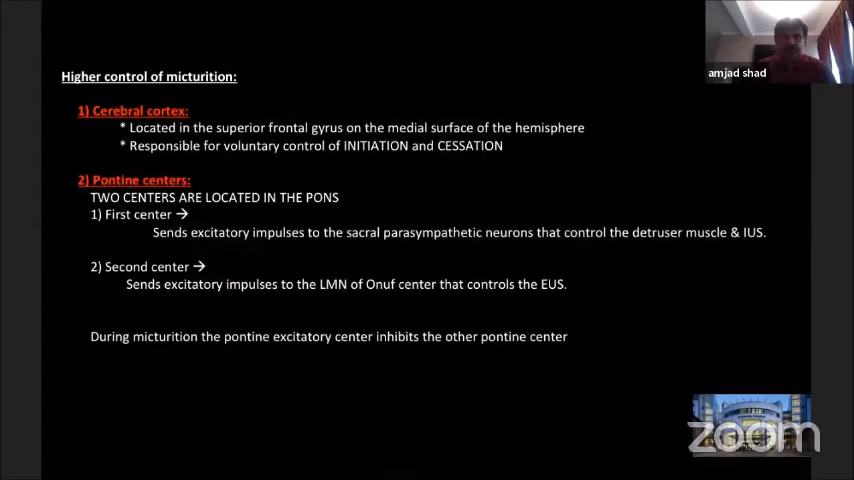 amjad shad
Higher control of micturition:
1) Cerebral cortex:
* Located in the superior frontal gyrus on the medial surface of the hemisphere
* Responsible for voluntary control of INITIATION and CESSATION
2) Pontine centers:
TWO CENTERS ARE LOCATED IN THE PONS
1) First center →
Sends excitatory impulses to the sacral parasympathetic neurons that control the detruser muscle & IUS.
2) Second center →
Sends excitatory impulses to the LMN of Onuf center that controls the EUS.
During micturition the pontine excitatory center inhibits the other pontine center
zoom